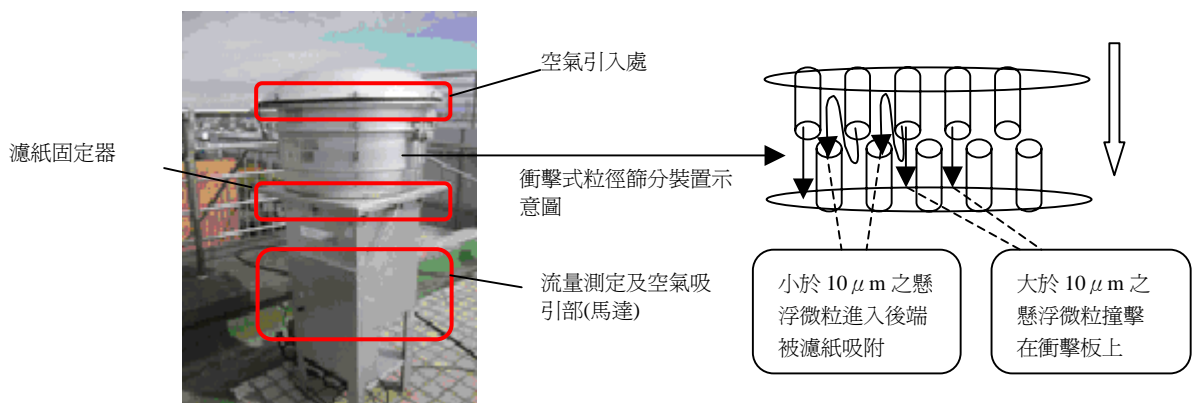 空氣引入處
濾紙固定器
衝擊式粒徑篩分裝置示
意圖
流量測定及空氣吸
引部(馬達)
小於 10μm 之懸
浮微粒進入後端
被濾紙吸附
大於 10μm 之
懸浮微粒撞擊
在衝擊板上